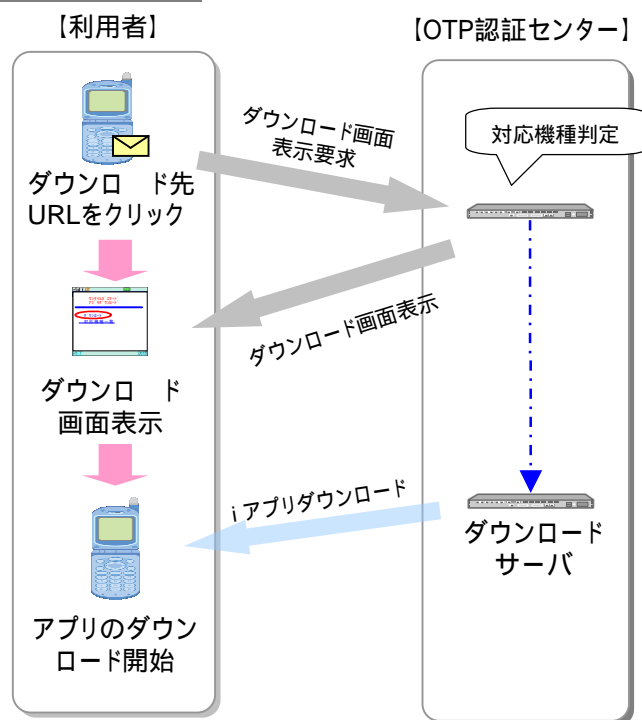 【利用者】
【OTP認証センター】
ダウンロード画面
表示要求
対応機種判定
ダウンロ　ド先
URLをクリック
ダウンロード画面表示
ダウンロ　ド
画面表示
iアプリダウンロード
ダウンロード
サーバ
アプリのダウン
ロード開始